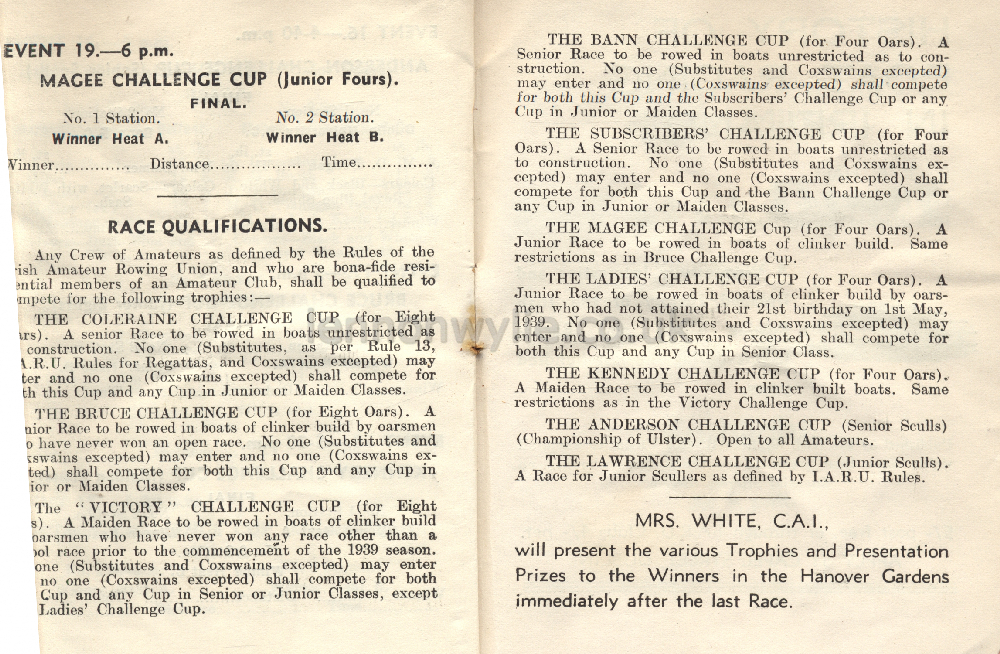 EVENT 19.—6 p.m.
MAGEE CHALLENGE CUP (Junior Fours).
FINAL.
No. 1 Station. No. 2 Station.
Winner Heat A. Winner Heat B.
Winner.............. Distance.................. Time...............
RACE QUALIFICATIONS.
Any Crew of Amateurs as defined by the Rules of the
ish Amateur Rowing Union, and who are bona-fide resi-
ential members of an Amateur Club, shall be qualified to
mpete for the following trophies:—
THE COLERAINE CHALLENGE CUP (for Eight
rs). A senior Race to be rowed in boats unrestricted as
construction. No one (Substitutes, as per Rule 13,
A.R.U. Rules for Regattas, and Coxswains excepted) may
ter and no one (Coxswains excepted) shall compete for
th this Cup and any Cup in Junior or Maiden Classes.
THE BRUCE CHALLENGE CUP (for Eight Oars). A
nior Race to be rowed in boats of clinker build by oarsmen
o have never won an open race. No one (Substitutes and
xswains excepted) may enter and no one (Coxswains ex-
ted) shall compete for both this Cup and any Cup in
ior or Maiden Classes.
The “VICTORY” CHALLENGE CUP (for Eight
s). A Maiden Race to be rowed in boats of clinker build
oarsmen who have never won any race other than a
ool race prior to the commencement of the 1939 season.
one (Substitutes and Coxswains excepted) may enter
no one (Coxswains excepted) shall compete for both
Cup and any Cup in Senior or Junior Classes, except
Ladies' Challenge Cup.
THE BANN CHALLENGE CUP (for Four Oars). A
Senior Race to be rowed in boats unrestricted as to con-
struction. No one (Substitutes and Coxswains excepted)
may enter and no one (Coxswains excepted) shall compete
for both this Cup and the Subscribers' Challenge Cup or any
Cup in Junior or Maiden Classes.
THE SUBSCRIBERS' CHALLENGE CUP (for Four
Oars). A Senior Race to be rowed in boats unrestricted as
to construction. No one (Substitutes and Coxswains ex-
cepted) may enter and no one (Coxswains excepted) shall
compete for both this Cup and the Bann Challenge Cup or
any Cup in Junior or Maiden Classes.
THE MAGEE CHALLENGE Cup (for Four Oars). A
Junior Race to be rowed in boats of clinker build. Same
restrictions as in Bruce Challenge Cup.
THE LADIES' CHALLENGE CUP (for Four Oars). A
Junior Race to be rowed in boats of clinker build by oars-
men who had not attained their 21st birthday on 1st May,
1939. No one (Substitutes and Coxswains excepted) may
enter and no one (Coxswains excepted) shall compete for
both this Cup and any Cup in Senior Class.
THE KENNEDY CHALLENGE CUP (for Four Oars).
A Maiden Race to be rowed in clinker built boats. Same
restrictions as in the Victory Challenge Cup.
THE ANDERSON CHALLENGE CUP (Senior Sculls)
(Championship of Ulster). Open to all Amateurs.
THE LAWRENCE CHALLENGE CUP (Junior Sculls).
A Race for Junior Scullers as defined by I.A.R.U. Rules.
MRS. WHITE, C.A.I.,
will present the various Trophies and Presentation
Prizes to the Winners in the Hanover Gardens
immediately after the last Race.